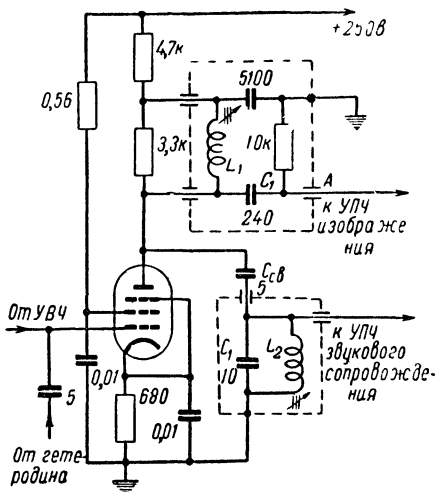 +250В
4,7к
5100
0,56
3,3к
L₁
10к
C₁
А
240
к УПЧ
изображе
ния
Cсв
5
От УВЧ
C₁
10
L₂
к УПЧ
звукового
сопровожде-
ния
5
0,01
680
0,01
От гете-
родина